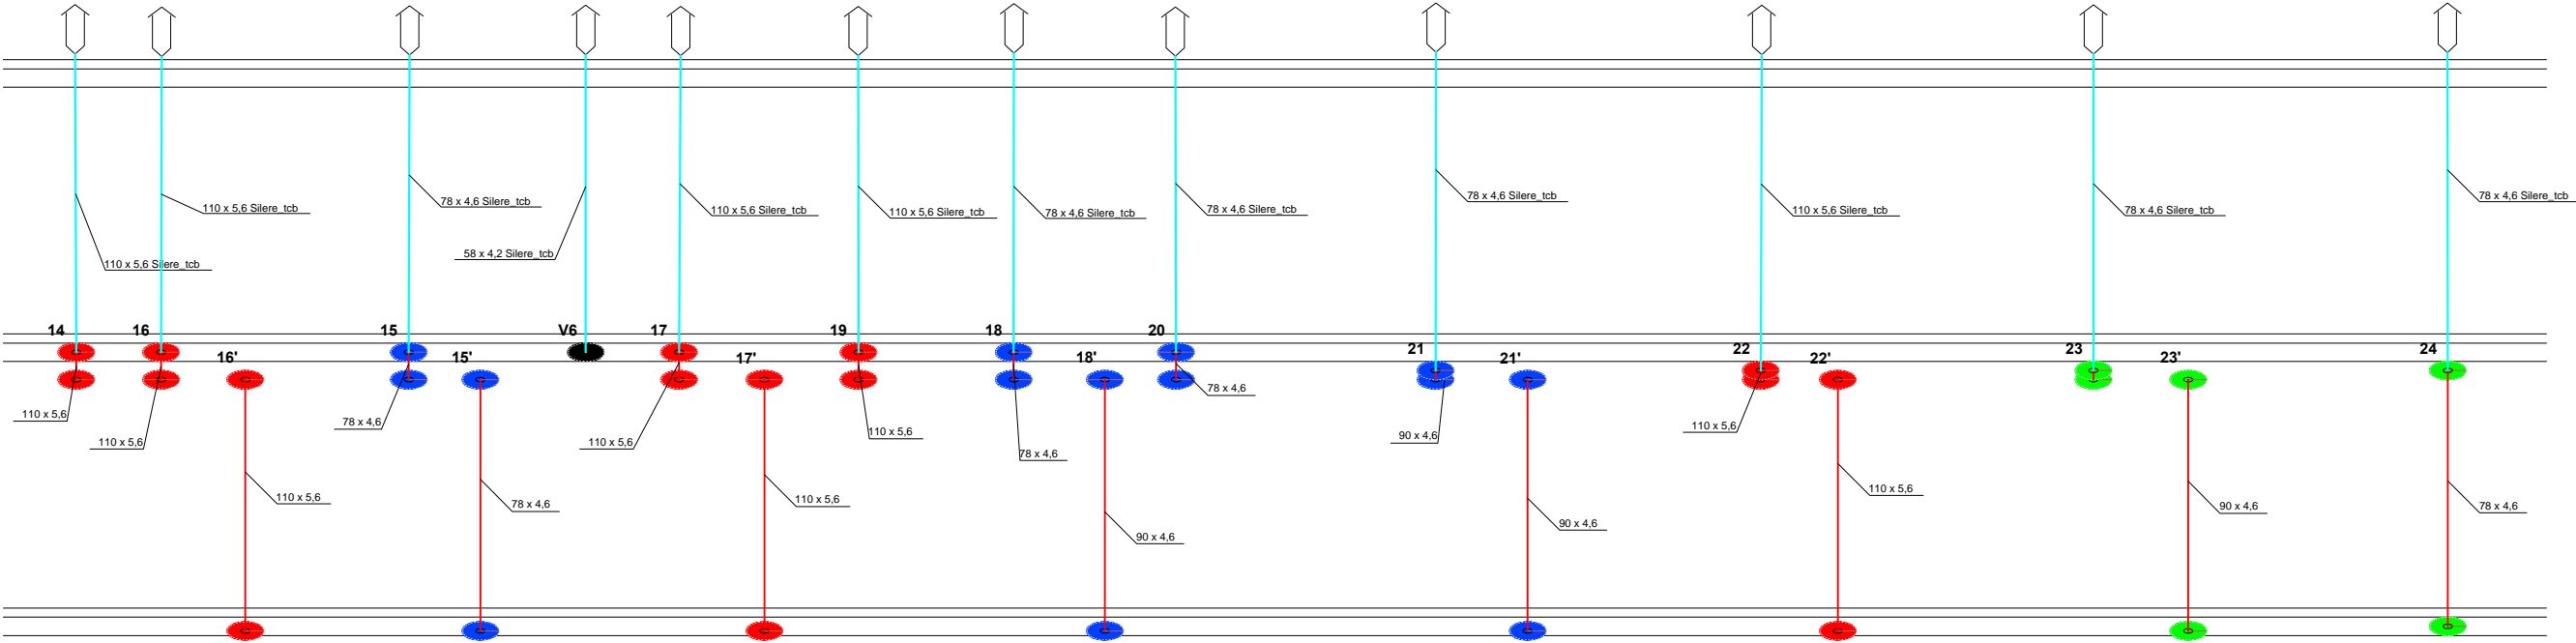 78 x 4,6 Silere_tcb
78 x 4,6 Silere_tcb
110 x 5,6 Silere_tcb
110 x 5,6 Silere_tcb
78 x 4,6 Silere_tcb
78 x 4,6 Silere_tcb
110 x 5,6 Silere_tcb
110 x 5,6 Silere_tcb
78 x 4,6 Silere_tcb
78 x 4,6 Silere_tcb
58 x 4,2 Silere_tcb
110 x 5,6 Silere_tcb
14 16 15 V6 17 19 18 20
21 22 23 24
16' 15' 17' 18' 21' 22' 23'
78 x 4,6
110 x 5,6
78 x 4,6
110 x 5,6
110 x 5,6
90 x 4,6
110 x 5,6
110 x 5,6
78 x 4,6
110 x 5,6
110 x 5,6
110 x 5,6
78 x 4,6
90 x 4,6
78 x 4,6
90 x 4,6
90 x 4,6